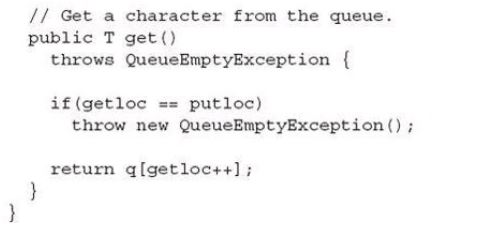 // Get a character from the queue.
public T get()
throws QueueEmptyException {
if(getloc == putloc)
throw new QueueEmptyException();
return q[getloc++];
}
}